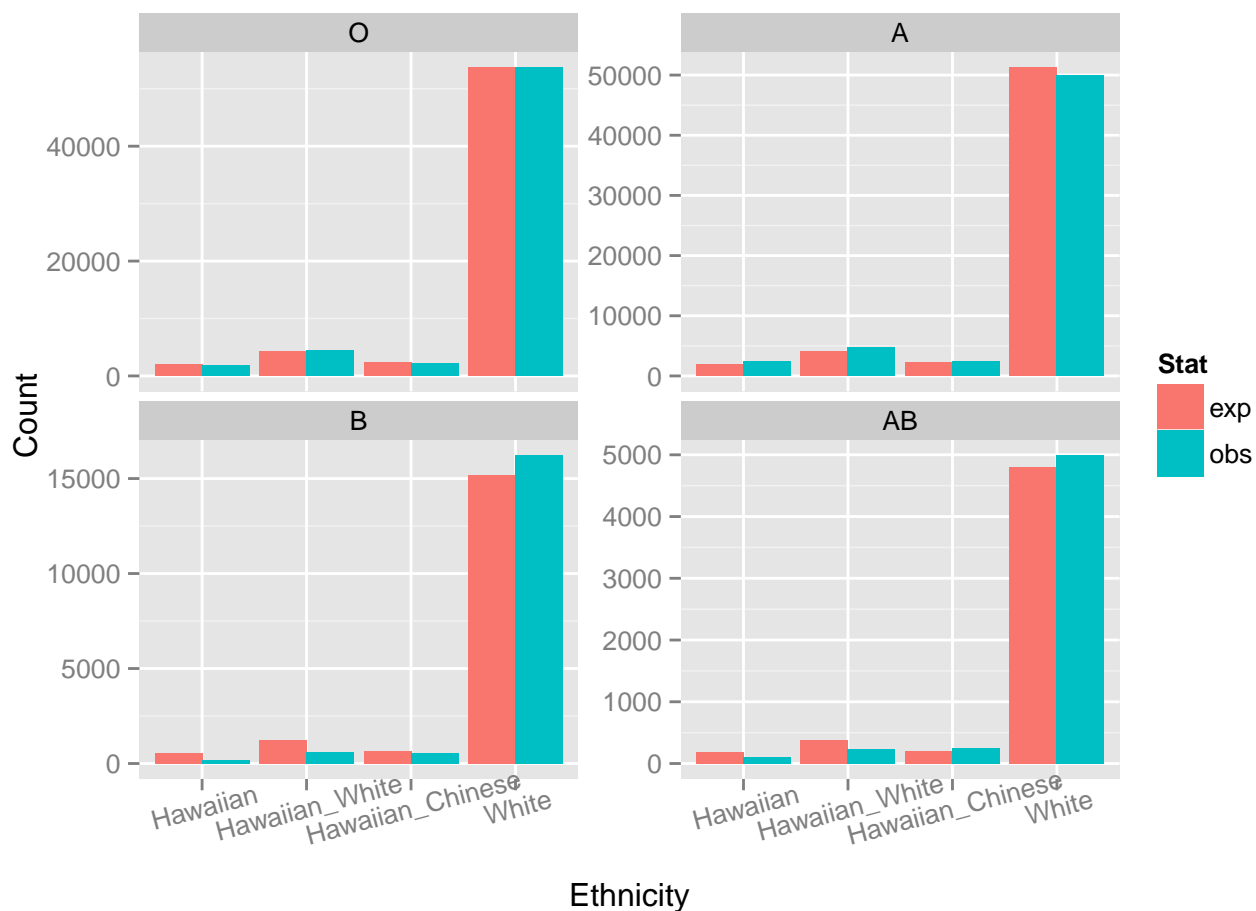 O
A
40000
20000
0
50000
40000
30000
20000
10000
0
Count
B
AB
15000
10000
5000
0
5000
4000
3000
2000
1000
0
Hawaiian
Hawaiian_White
Hawaiian_Chinese
White
Hawaiian
Hawaiian_White
Hawaiian_Chinese
White
Ethnicity
Stat
exp
obs